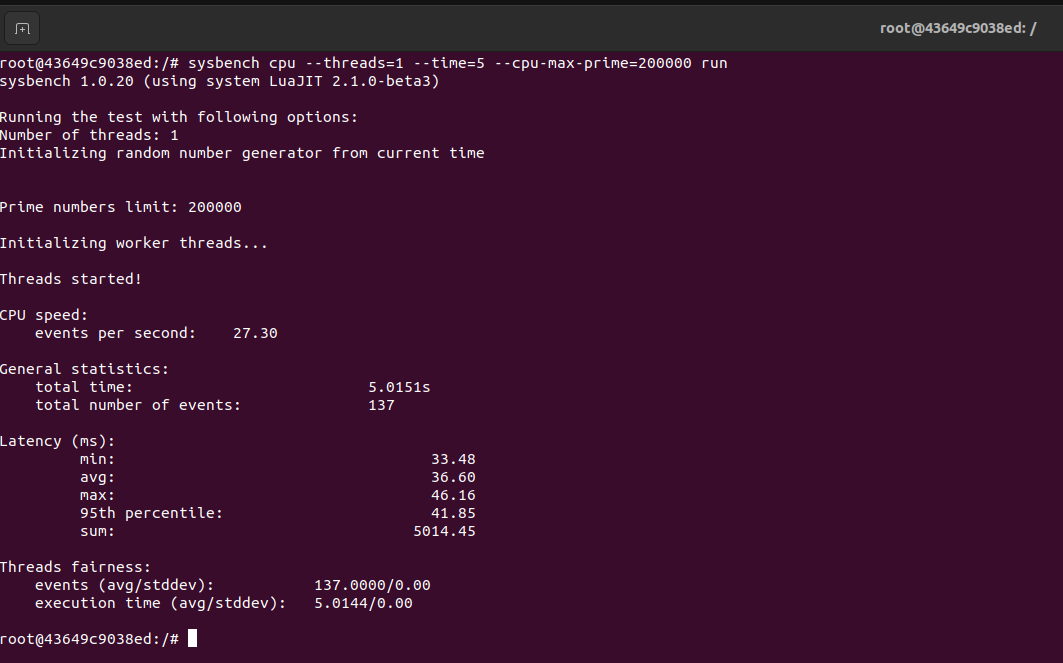 root@43649c9038ed: /
root@43649c9038ed:/# sysbench cpu --threads=1 --time=5 --cpu-max-prime=200000 run
sysbench 1.0.20 (using system LuaJIT 2.1.0-beta3)
Running the test with following options:
Number of threads: 1
Initializing random number generator from current time
Prime numbers limit: 200000
Initializing worker threads...
Threads started!
CPU speed:
events per second: 27.30
General statistics:
total time: 5.0151s
total number of events: 137
Latency (ms):
min: 33.48
avg: 36.60
max: 46.16
95th percentile: 41.85
sum: 5014.45
Threads fairness:
events (avg/stddev): 137.0000/0.00
execution time (avg/stddev): 5.0144/0.00
root@43649c9038ed:/#